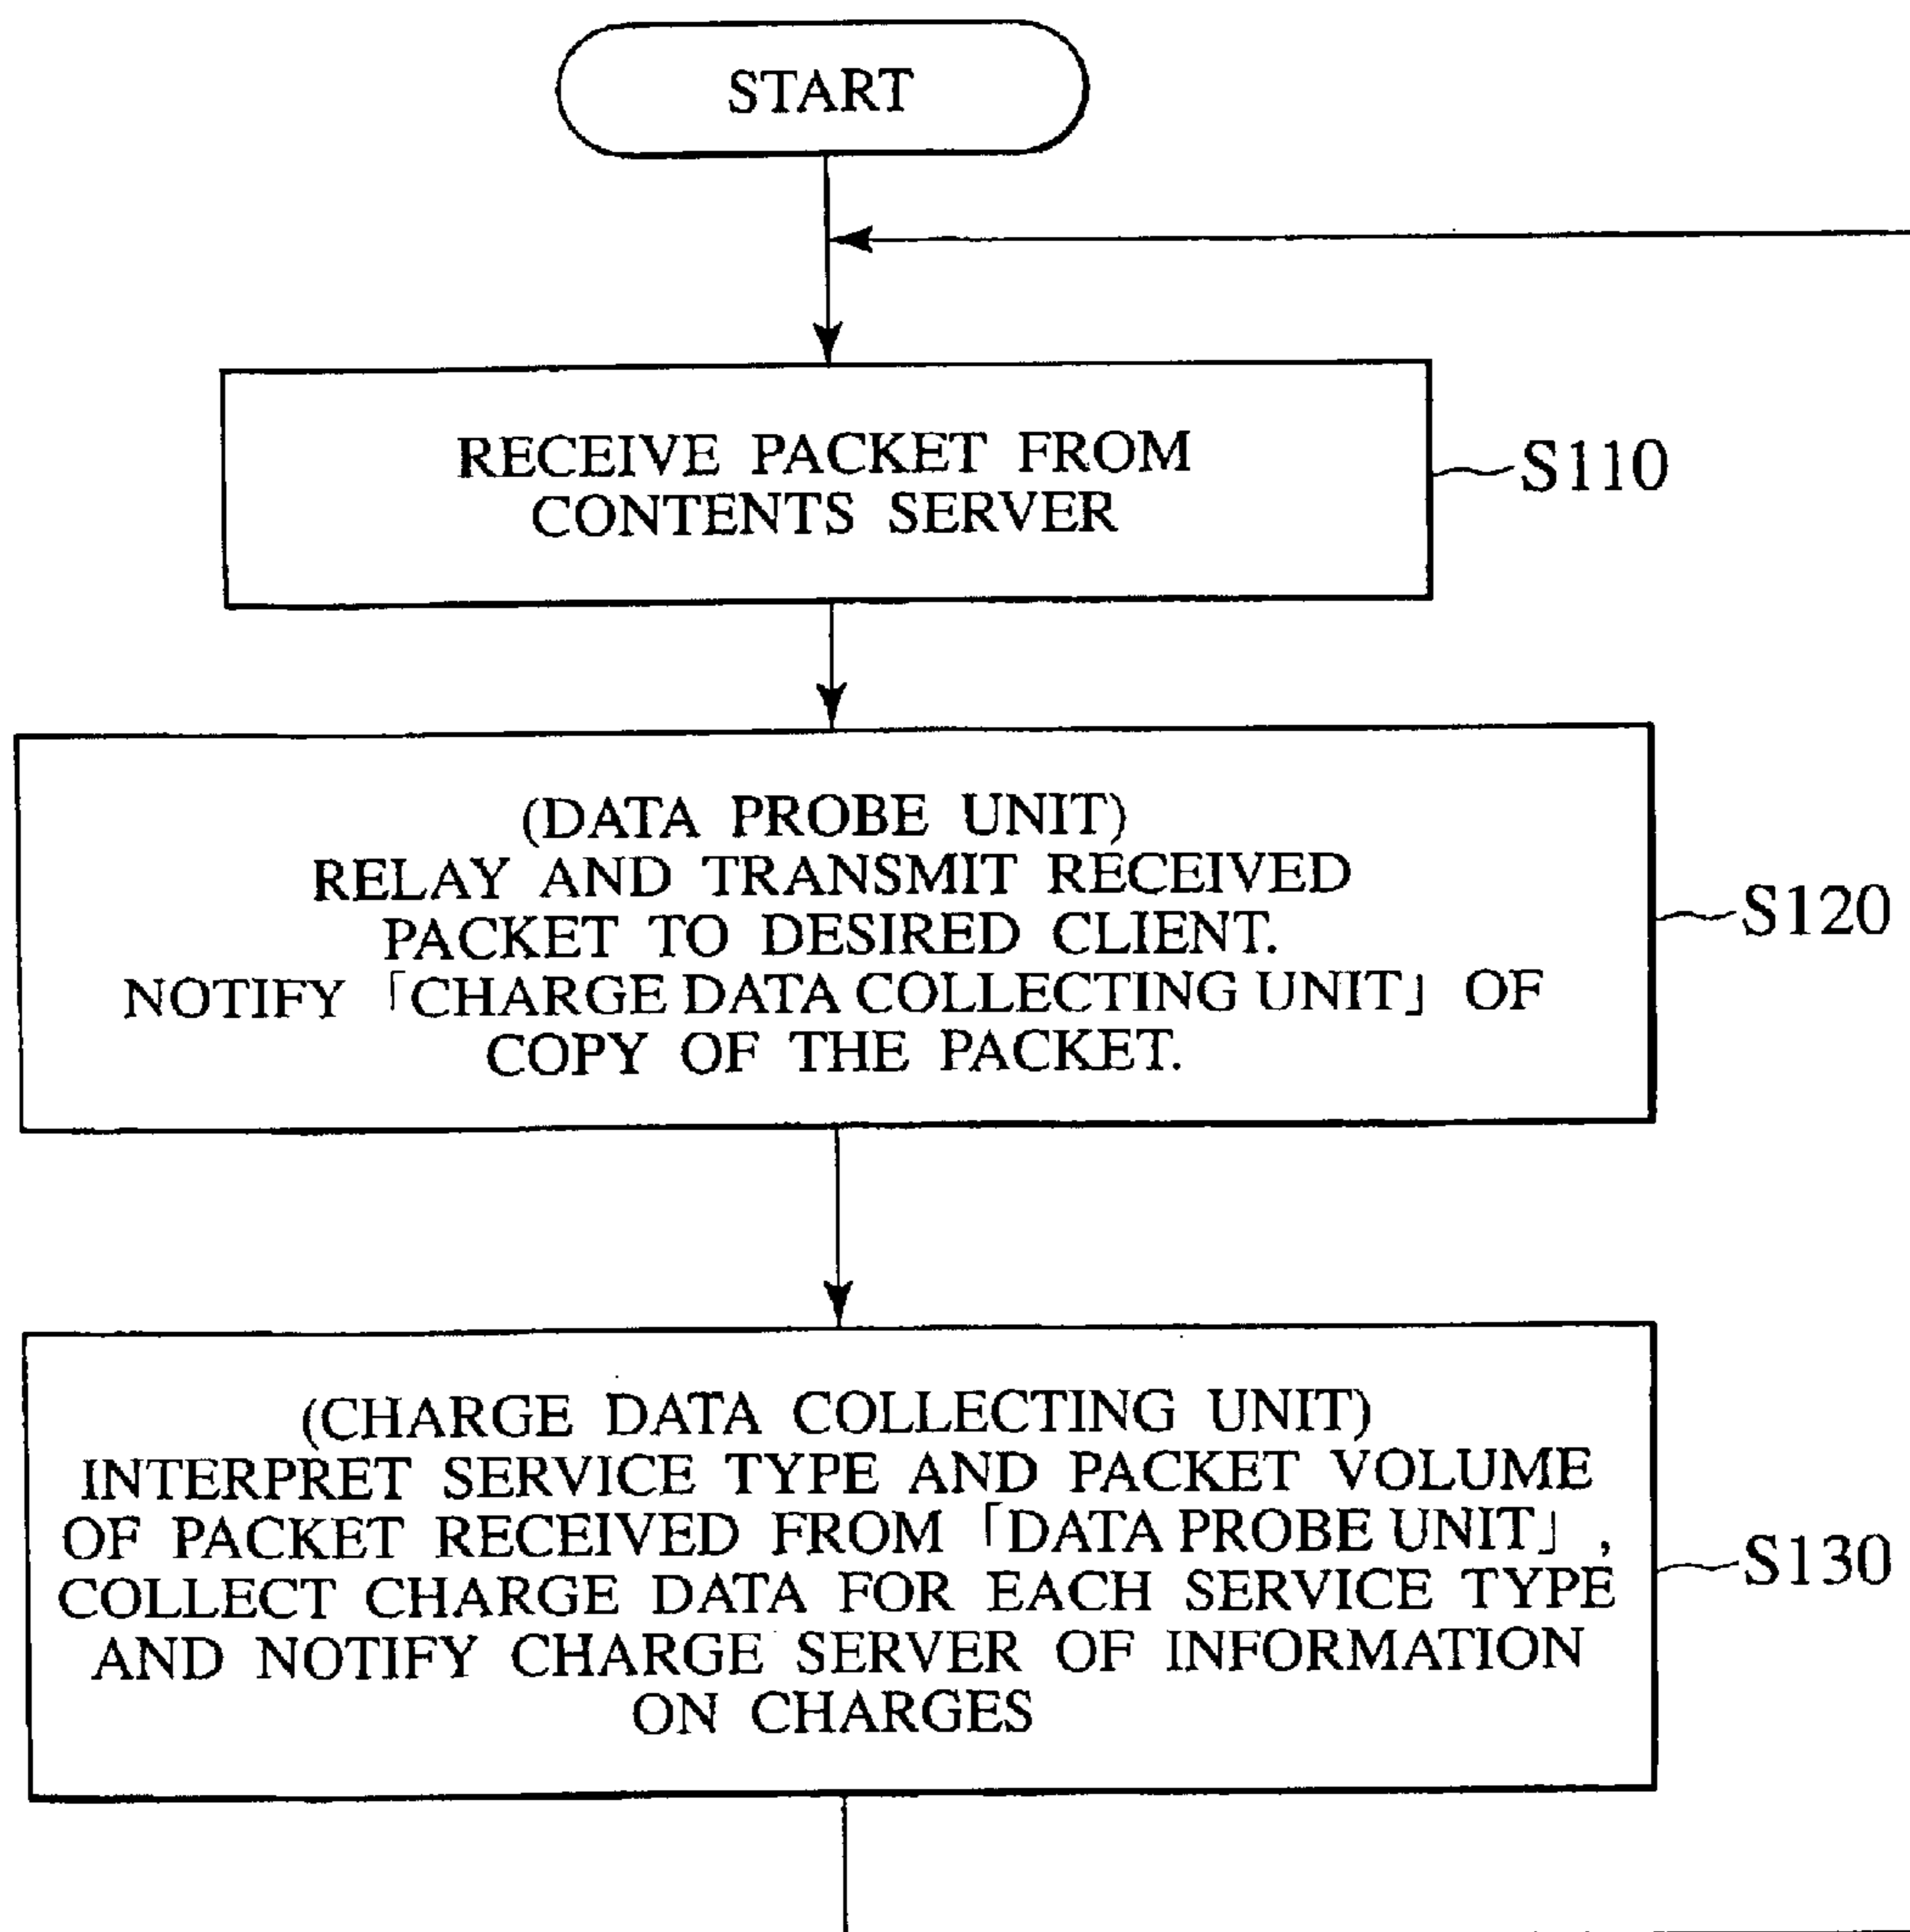 START
RECEIVE PACKET FROM
CONTENTS SERVER
S110
(DATA PROBE UNIT)
RELAY AND TRANSMIT RECEIVED
PACKET TO DESIRED CLIENT.
NOTIFY 「CHARGE DATA COLLECTING UNIT」 OF
COPY OF THE PACKET.
S120
(CHARGE DATA COLLECTING UNIT)
INTERPRET SERVICE TYPE AND PACKET VOLUME
OF PACKET RECEIVED FROM 「DATA PROBE UNIT」 ,
COLLECT CHARGE DATA FOR EACH SERVICE TYPE
AND NOTIFY CHARGE SERVER OF INFORMATION
ON CHARGES
S130